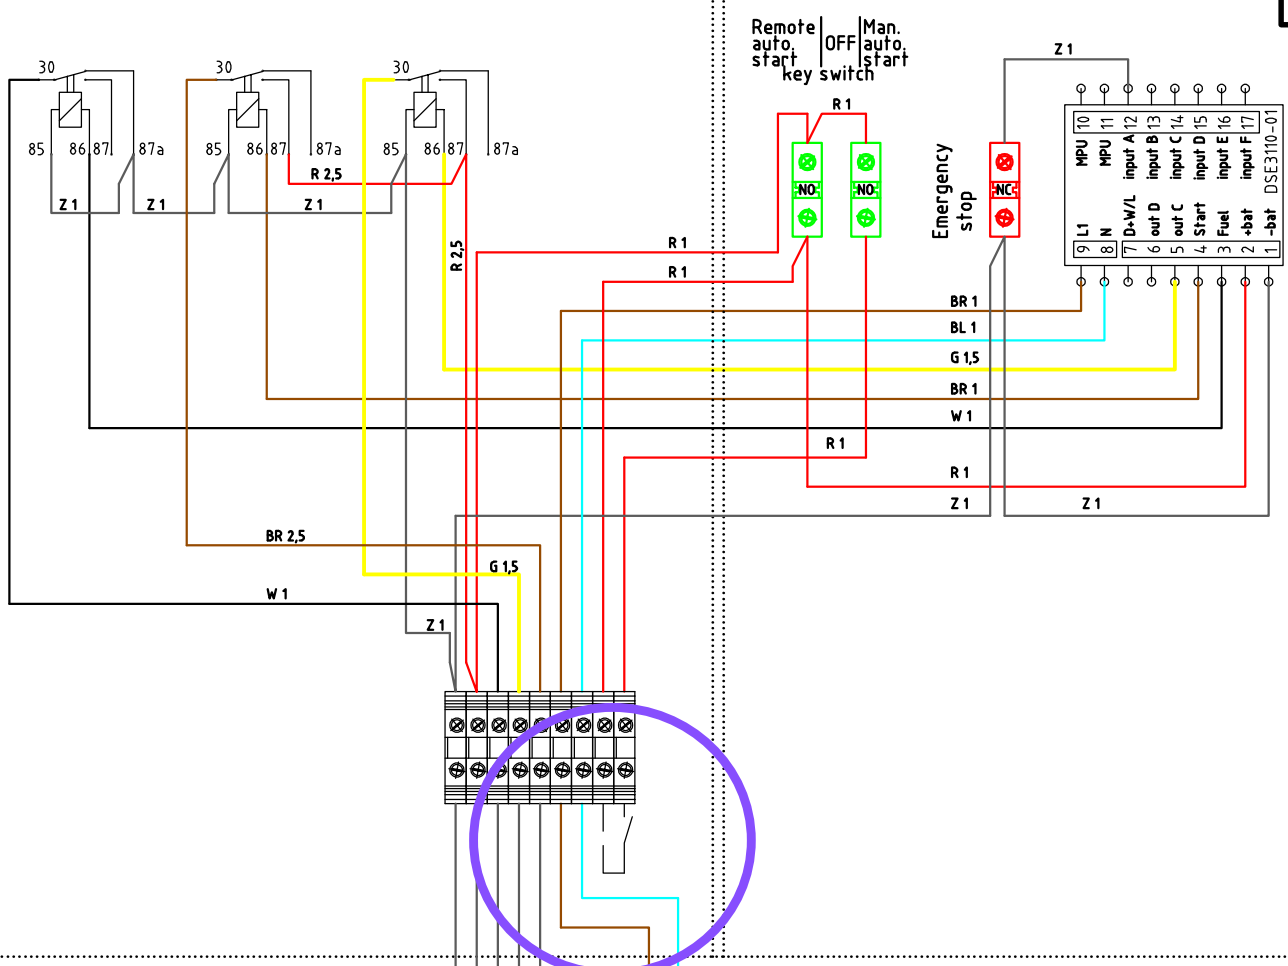 Remote
auto.
start
OFF
Man.
auto.
start
key switch
Z 1
R 1
30
30
30
10 11 12 13 14 15 16 17
MPU
MPU
input A
input B
input C
input D
input E
input F
DSE3110-01
85
86
87
87a
85
86
87
87a
85
86
87
87a
NO
NO
NC
Emergency
stop
R 2,5
Z 1
Z 1
Z 1
L1
N
D+W/L
out D
out C
Start
Fuel
+bat
-bat
9 8 7 6 5 4 3 2 1
R 2,5
R 1
R 1
BR 1
BL 1
G 1,5
BR 1
W 1
R 1
R 1
Z 1
Z 1
BR 2,5
G 1,5
W 1
Z 1